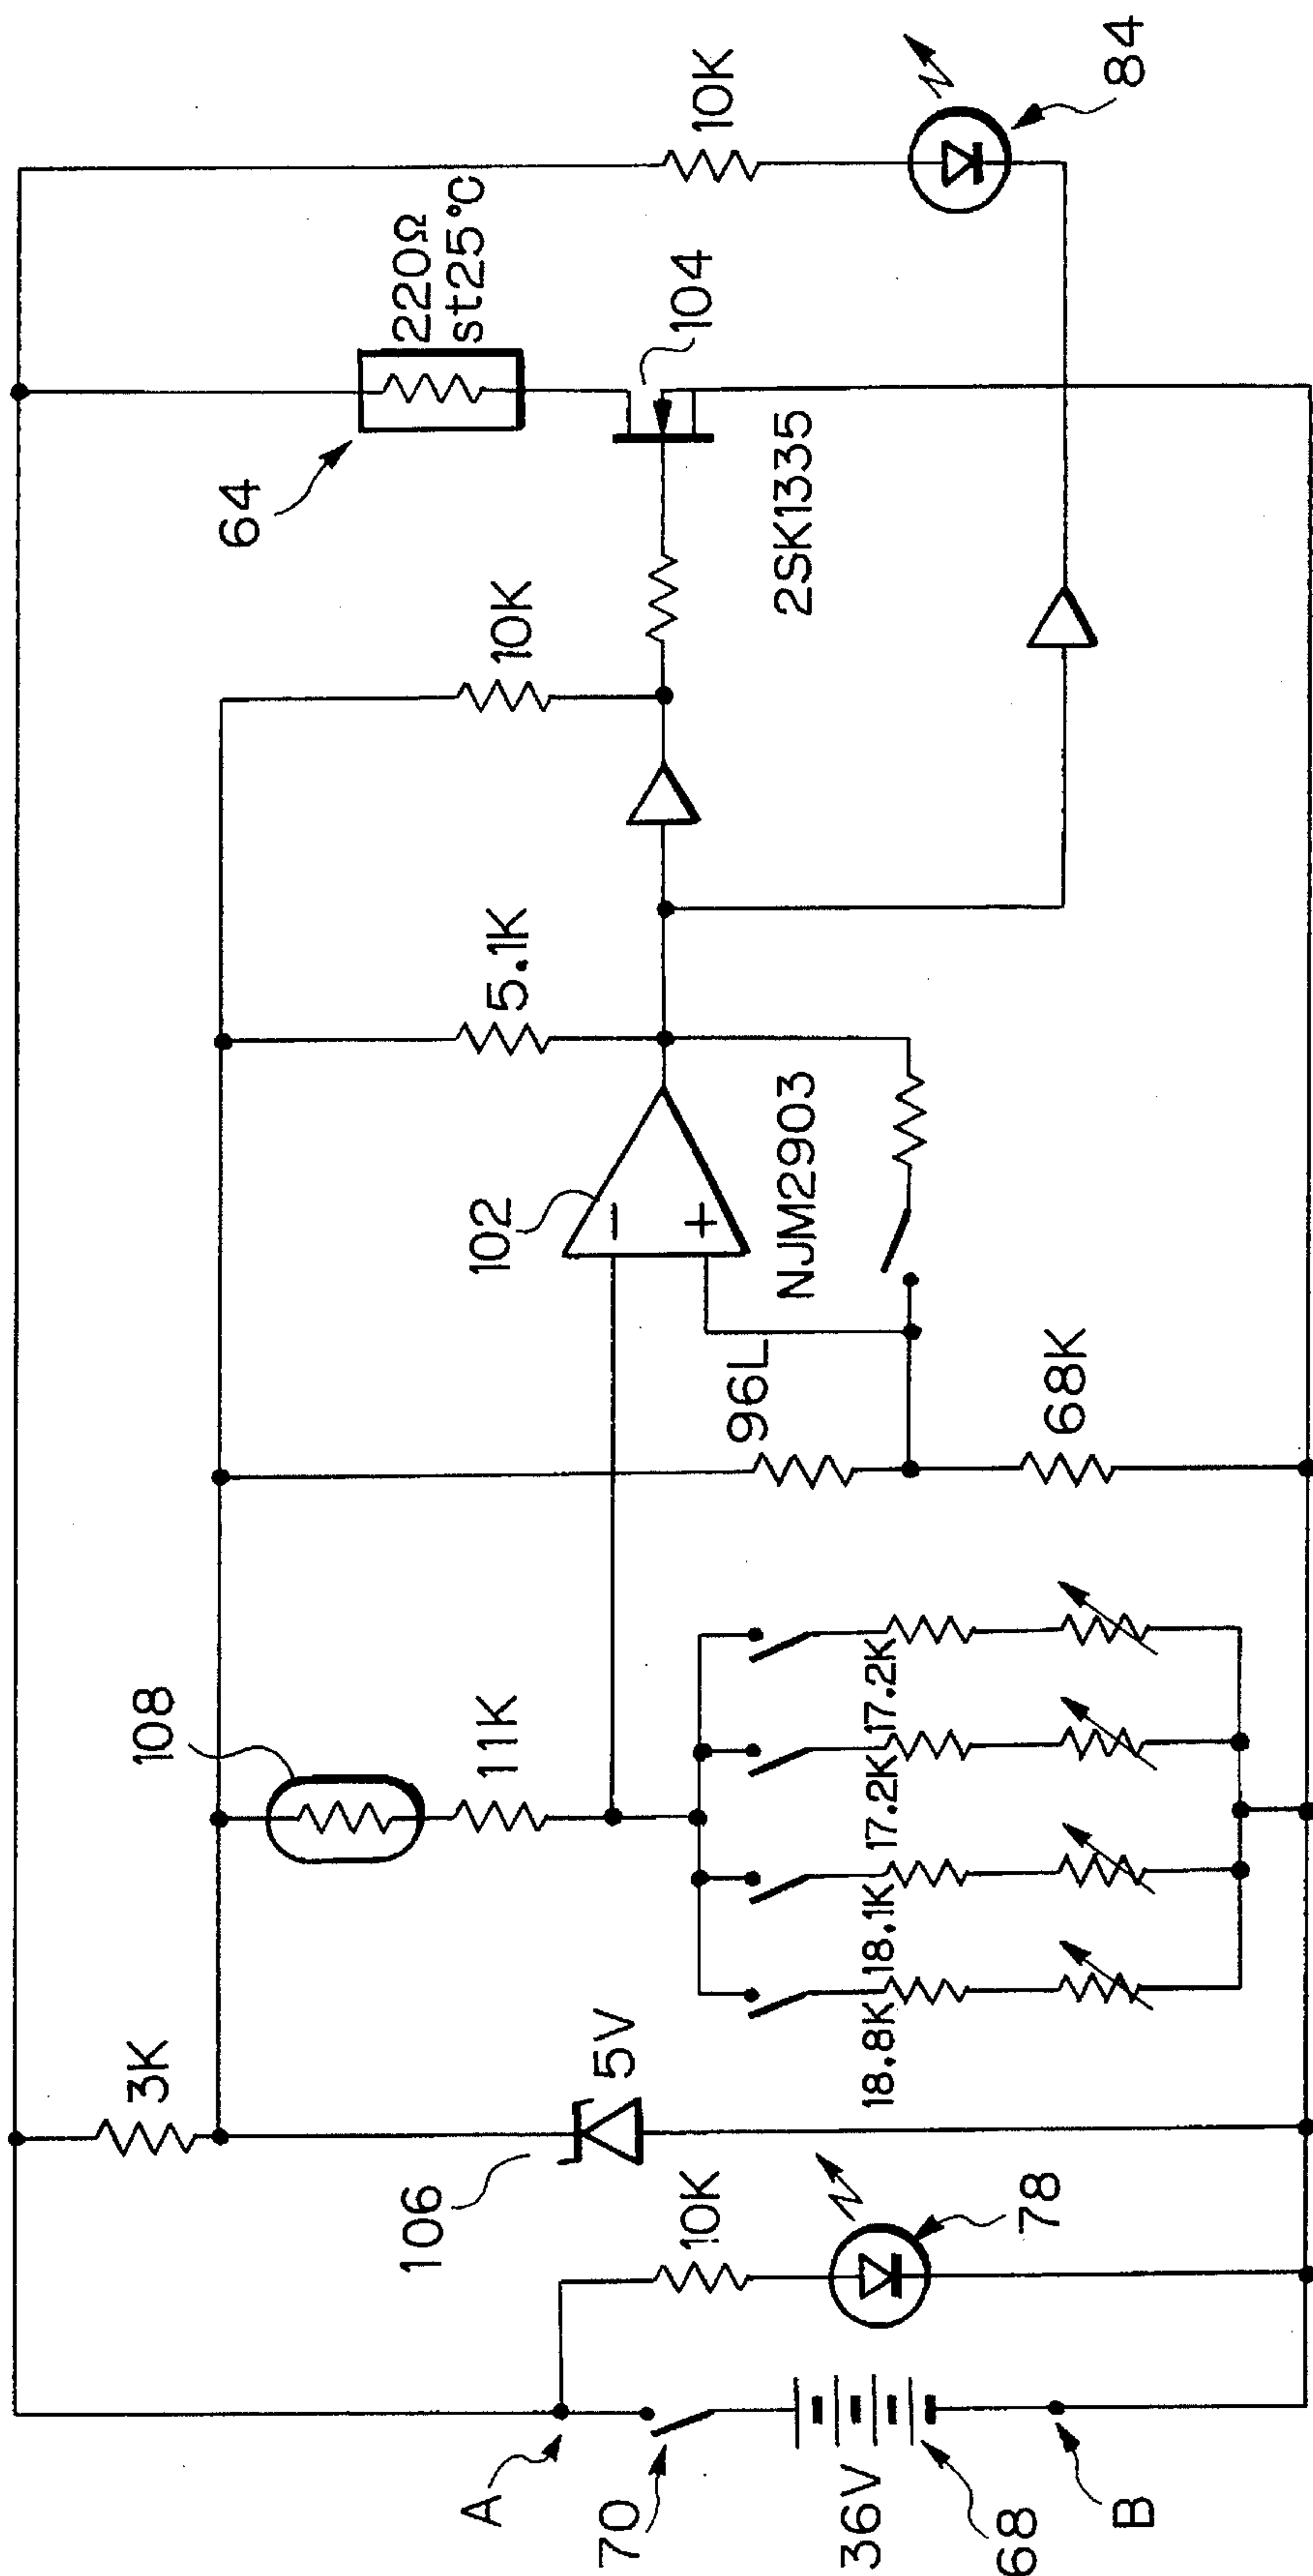 A
70
36V
68
B
10K
78
106
5V
3K
108
11K
18.8K
18.1K
17.2K
17.2K
96L
68K
102
−
+
NJM2903
5.1K
10K
64
220Ω
st25°C
104
2SK1335
10K
84